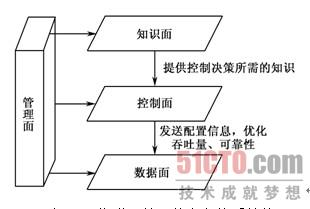 知识面
提供控制决策所需的知识
管理面
控制面
发送配置信息，优化
吞吐量、可靠性
51CTO.com
技术成就梦想
数据面